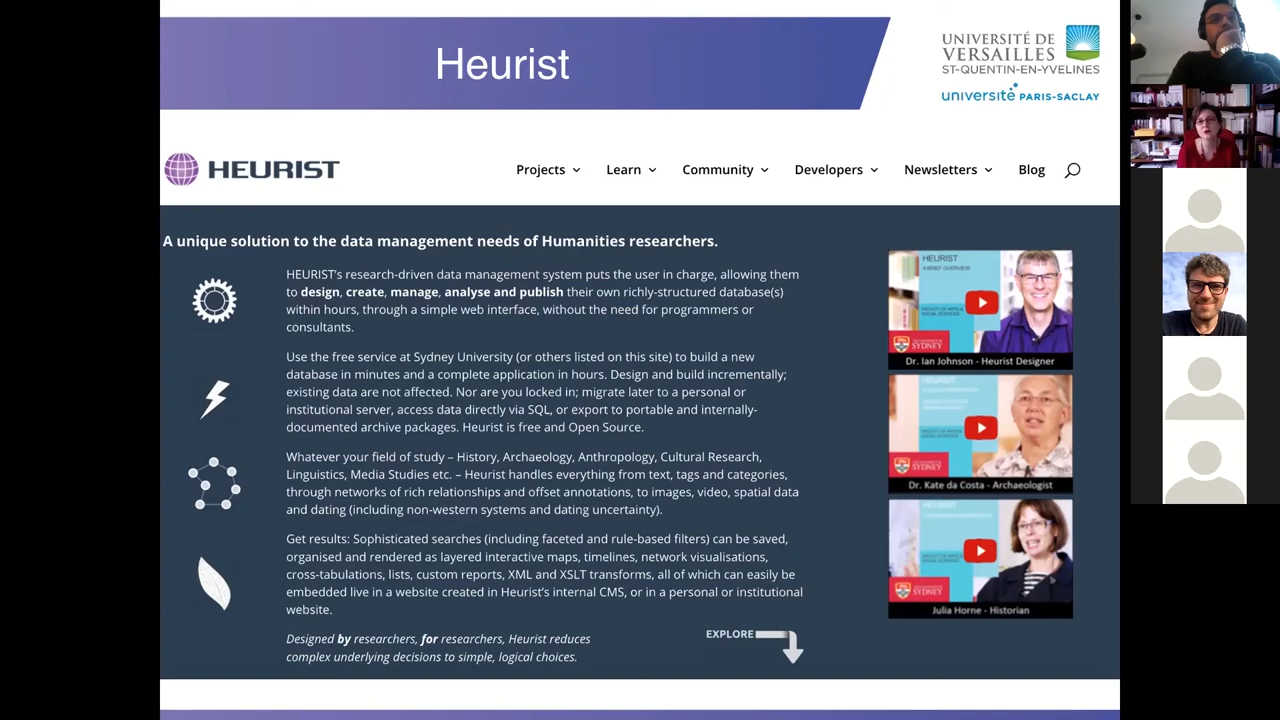 Heurist
UNIVERSITÉ DE
VERSAILLES
ST-QUENTIN-EN-YVELINES
université PARIS-SACLAY
HEURIST
Projects
Learn
Community
Developers
Newsletters
Blog
A unique solution to the data management needs of Humanities researchers.
HEURIST's research-driven data management system puts the user in charge, allowing them
to design, create, manage, analyse and publish their own richly-structured database(s)
within hours, through a simple web interface, without the need for programmers or
consultants.
Use the free service at Sydney University (or others listed on this site) to build a new
database in minutes and a complete application in hours. Design and build incrementally;
existing data are not affected. Nor are you locked in; migrate later to a personal or
institutional server, access data directly via SQL, or export to portable and internally-
documented archive packages. Heurist is free and Open Source.
Whatever your field of study – History, Archaeology, Anthropology, Cultural Research,
Linguistics, Media Studies etc. – Heurist handles everything from text, tags and categories,
through networks of rich relationships and offset annotations, to images, video, spatial data
and dating (including non-western systems and dating uncertainty).
Get results: Sophisticated searches (including faceted and rule-based filters) can be saved,
organised and rendered as layered interactive maps, timelines, network visualisations,
cross-tabulations, lists, custom reports, XML and XSLT transforms, all of which can easily be
embedded live in a website created in Heurist's internal CMS, or in a personal or institutional
website.
Designed by researchers, for researchers, Heurist reduces
complex underlying decisions to simple, logical choices.
EXPLORE
HEURIST
A BRIEF OVERVIEW
FACULTY OF ARTS &
SOCIAL SCIENCES
SYDNEY
Dr. Ian Johnson - Heurist Designer
SYDNEY
Dr. Kate da Costa - Archaeologist
SYDNEY
Julia Horne - Historian